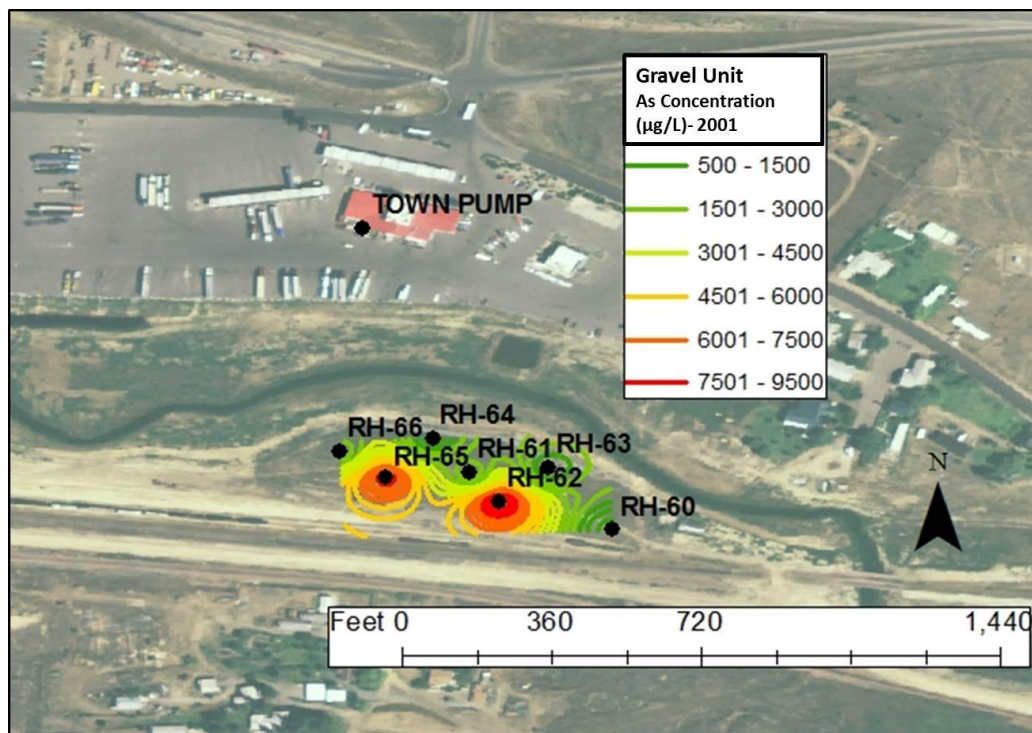 Gravel Unit
As Concentration
(µg/L)- 2001
500 - 1500
1501 - 3000
3001 - 4500
4501 - 6000
6001 - 7500
7501 - 9500
TOWN PUMP
RH-64
RH-66
RH-61
RH-63
RH-65
RH-62
RH-60
N
Feet 0 360 720 1,440